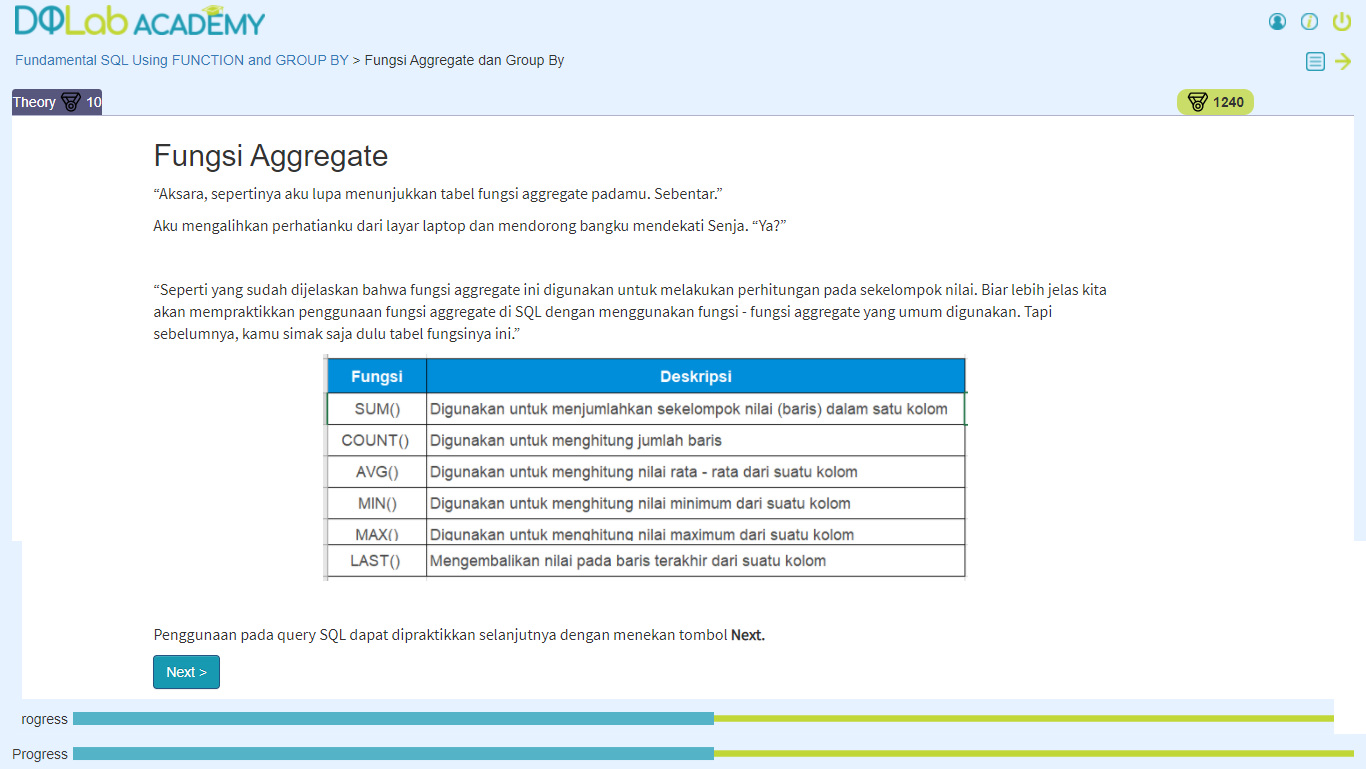 DQLab ACADEMY
Fundamental SQL Using FUNCTION and GROUP BY > Fungsi Aggregate dan Group By
Theory 10
1240
Fungsi Aggregate
“Aksara, sepertinya aku lupa menunjukkan tabel fungsi aggregate padamu. Sebentar.”
Aku mengalihkan perhatianku dari layar laptop dan mendorong bangku mendekati Senja. “Ya?”
“Seperti yang sudah dijelaskan bahwa fungsi aggregate ini digunakan untuk melakukan perhitungan pada sekelompok nilai. Biar lebih jelas kita
akan mempraktikkan penggunaan fungsi aggregate di SQL dengan menggunakan fungsi - fungsi aggregate yang umum digunakan. Tapi
sebelumnya, kamu simak saja dulu tabel fungsinya ini.”
Fungsi Deskripsi
SUM() Digunakan untuk menjumlahkan sekelompok nilai (baris) dalam satu kolom
COUNT() Digunakan untuk menghitung jumlah baris
AVG() Digunakan untuk menghitung nilai rata - rata dari suatu kolom
MIN() Digunakan untuk menghitung nilai minimum dari suatu kolom
MAX() Digunakan untuk menghitung nilai maximum dari suatu kolom
LAST() Mengembalikan nilai pada baris terakhir dari suatu kolom
Penggunaan pada query SQL dapat dipraktikkan selanjutnya dengan menekan tombol Next.
Next >
rogress
Progress